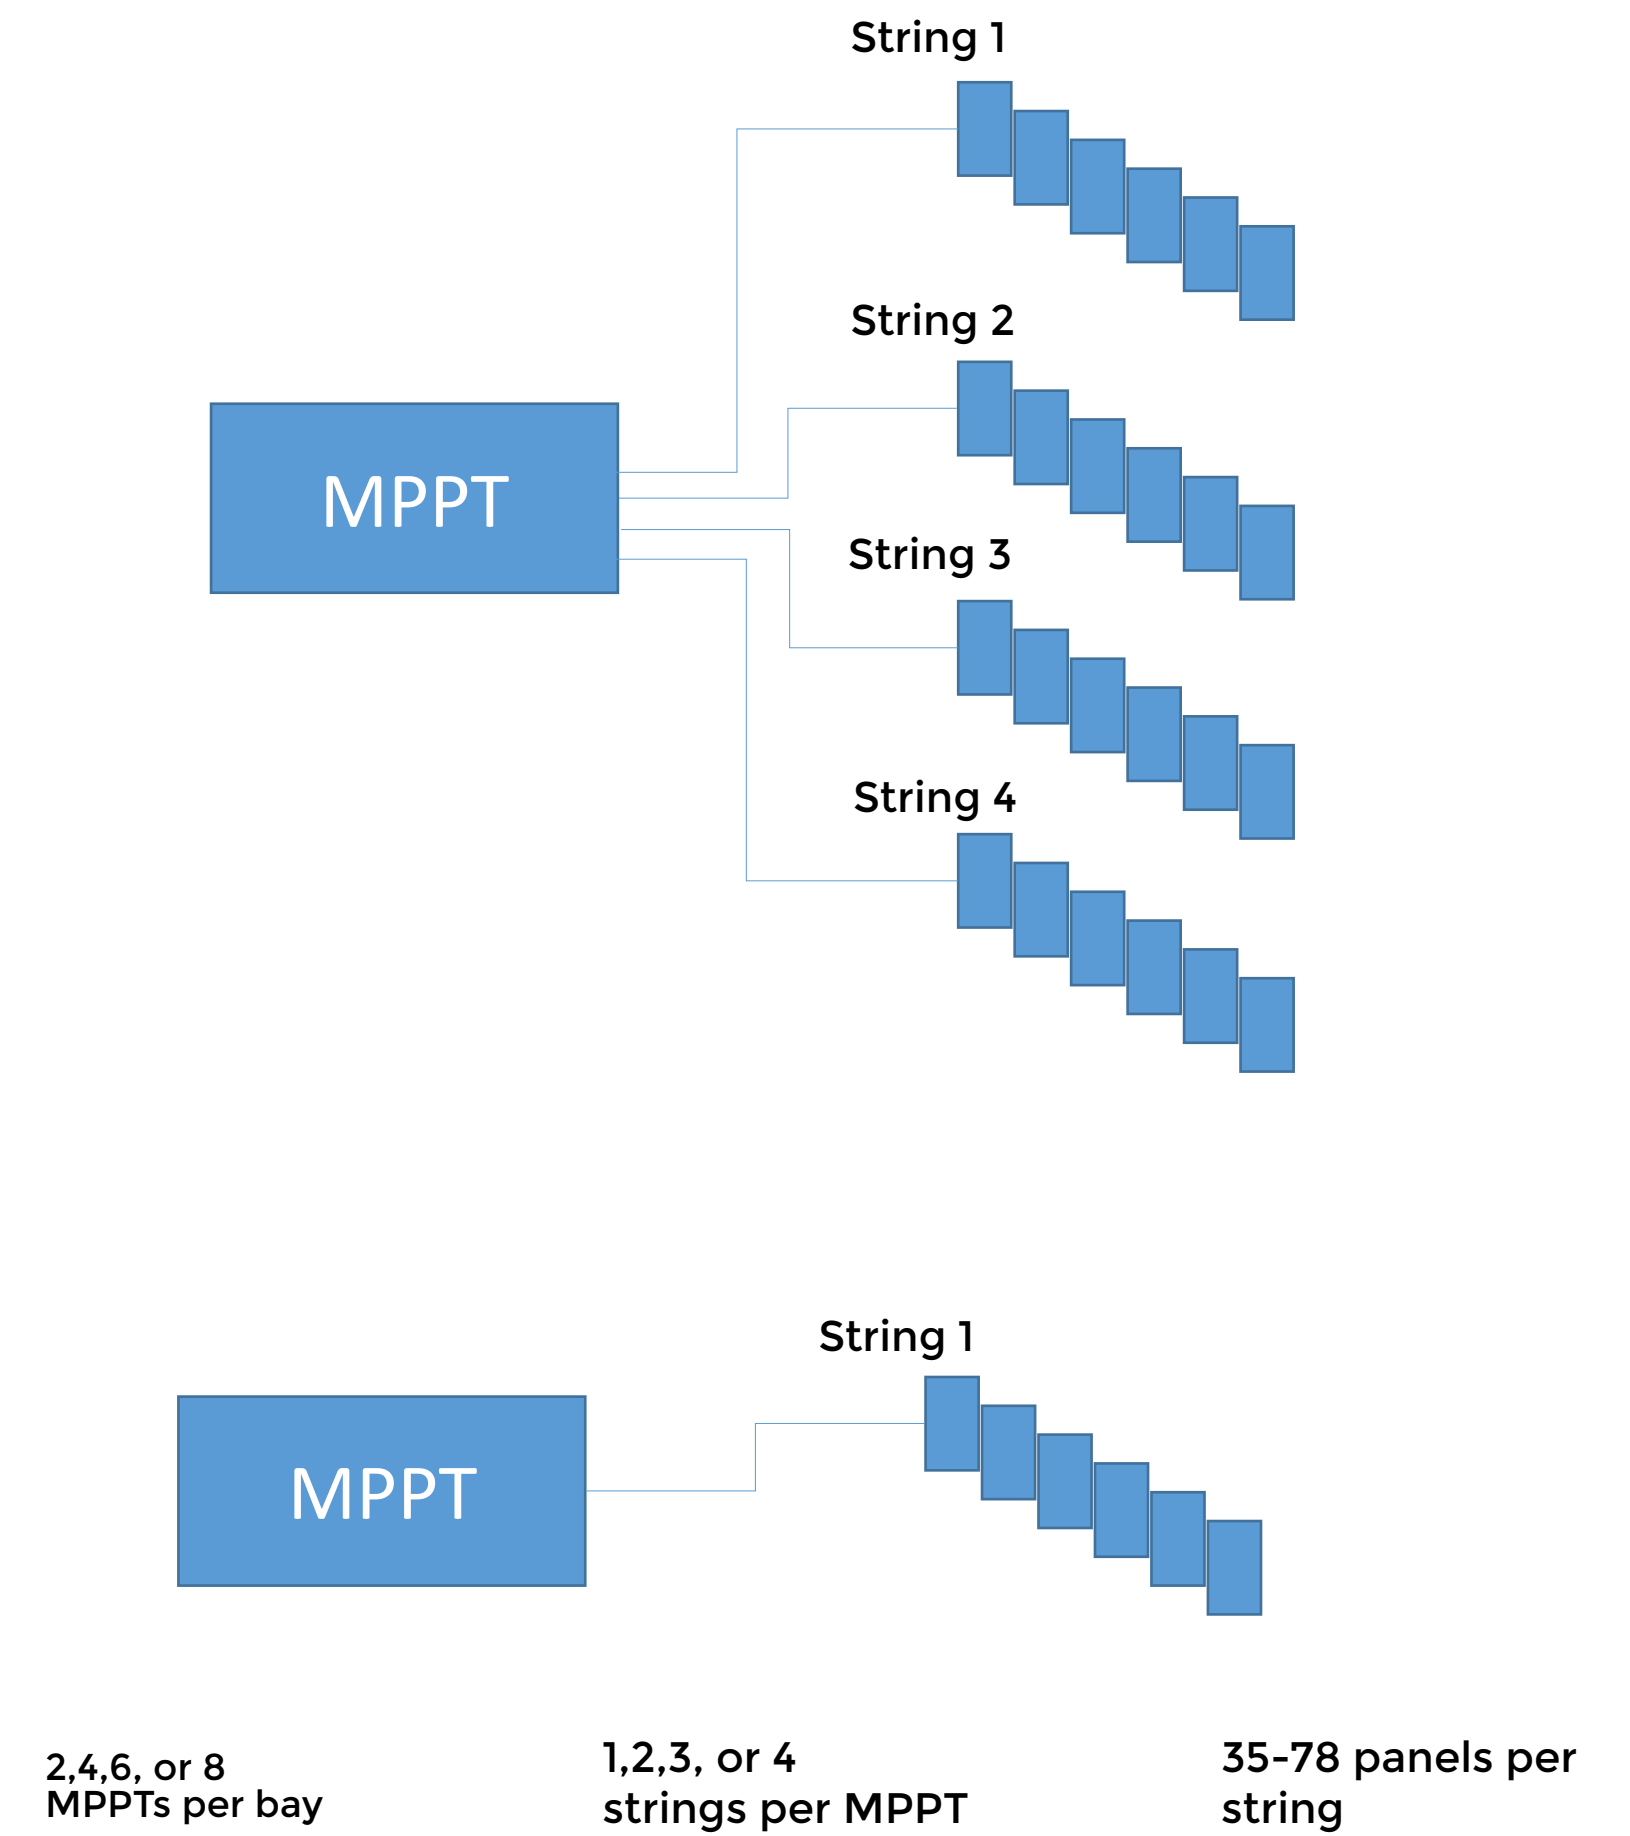 String 1
String 2
MPPT
String 3
String 4
String 1
MPPT
2,4,6, or 8
MPPTs per bay
1,2,3, or 4
strings per MPPT
35-78 panels per
string